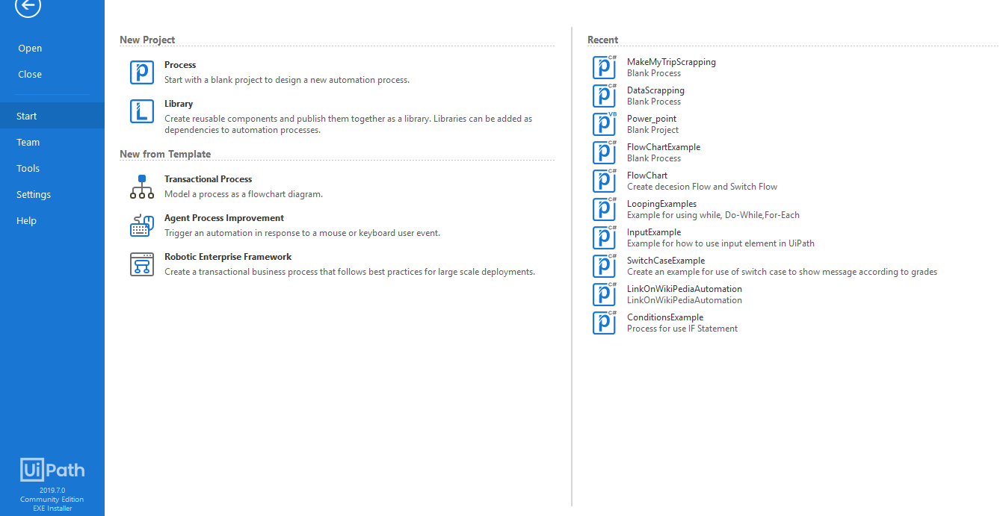 Open
Close
Start
Team
Tools
Settings
Help
UiPath
2019.7.0
Community Edition
EXE Installer
New Project
Process
Start with a blank project to design a new automation process.
Library
Create reusable components and publish them together as a library. Libraries can be added as
dependencies to automation processes.
New from Template
Transactional Process
Model a process as a flowchart diagram.
Agent Process Improvement
Trigger an automation in response to a mouse or keyboard user event.
Robotic Enterprise Framework
Create a transactional business process that follows best practices for large scale deployments.
Recent
C#
MakeMyTripScrapping
Blank Process
C#
DataScrapping
Blank Process
VB
Power_point
Blank Project
C#
FlowChartExample
Blank Process
C#
FlowChart
Create decesion Flow and Switch Flow
C#
LoopingExamples
Example for using while, Do-While,For-Each
C#
InputExample
Example for how to use input element in UiPath
C#
SwitchCaseExample
Create an example for use of switch case to show message according to grades
C#
LinkOnWikiPediaAutomation
LinkOnWikiPediaAutomation
C#
ConditionsExample
Process for use IF Statement